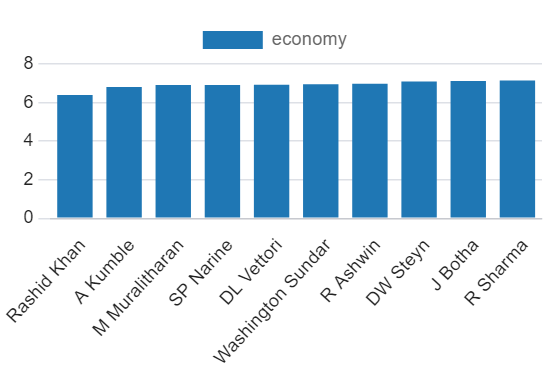 economy
8
6
4
2
0
Rashid Khan
A Kumble
M Muralitharan
SP Narine
DL Vettori
Washington Sundar
R Ashwin
DW Steyn
J Botha
R Sharma